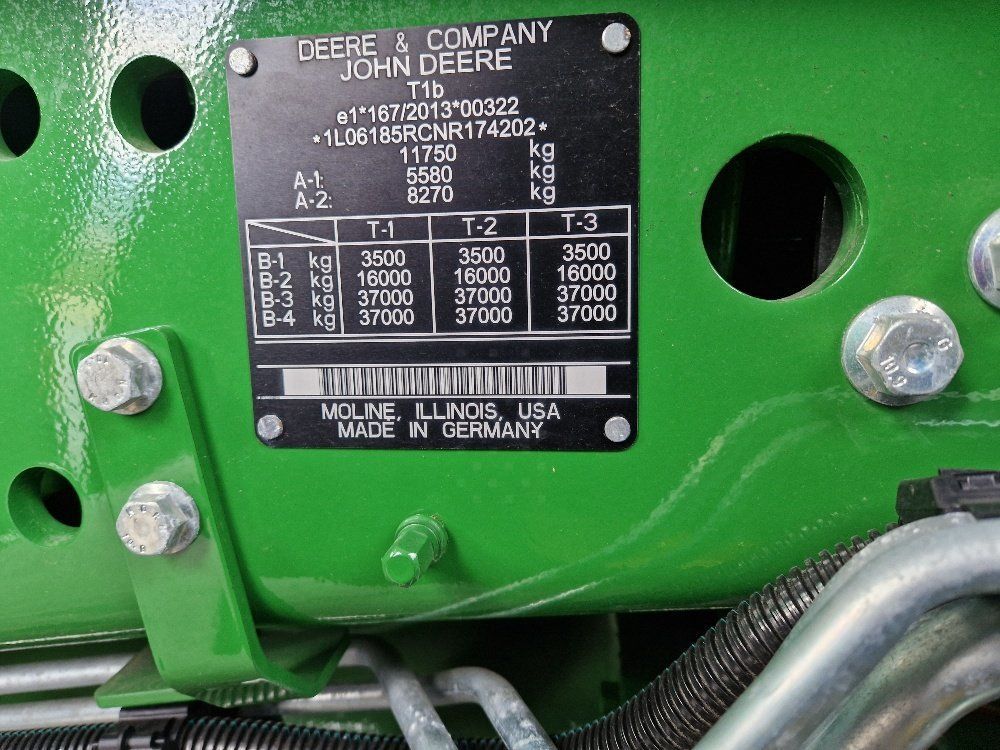 DEERE & COMPANY
JOHN DEERE
T1b
e1*167/2013*00322
*1L06185RCNR174202*
11750 kg
A-1: 5580 kg
A-2: 8270 kg
T-1 T-2 T-3
B-1 kg 3500 3500 3500
B-2 kg 16000 16000 16000
B-3 kg 37000 37000 37000
B-4 kg 37000 37000 37000
MOLINE, ILLINOIS, USA
MADE IN GERMANY
10.9